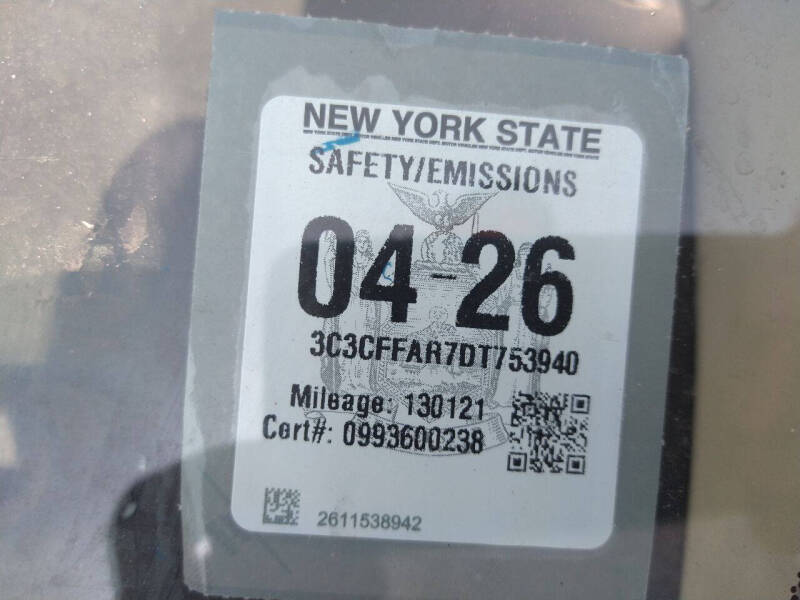 NEW YORK STATE
SAFETY/EMISSIONS
04-26
3C3CFFAR7DT753940
Mileage: 130121
Cert#: 0993600238
2611538942